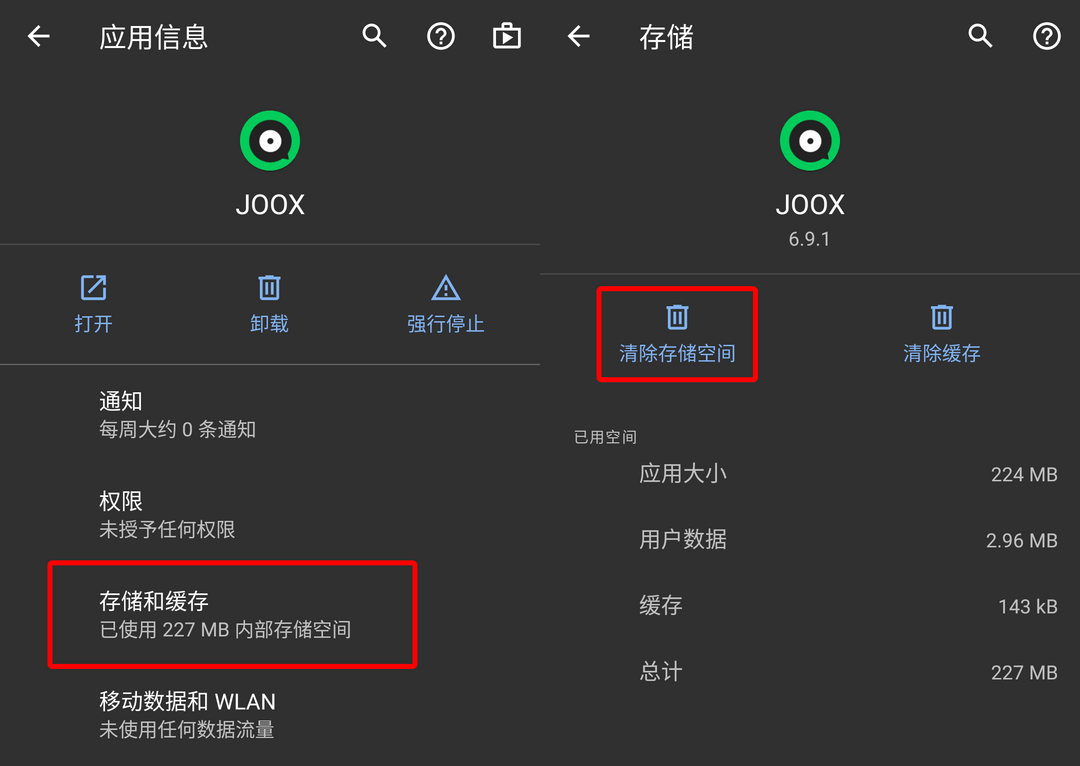 应用信息
JOOX
打开
卸载
强行停止
通知
每周大约 0 条通知
权限
未授予任何权限
存储和缓存
已使用 227 MB 内部存储空间
移动数据和 WLAN
未使用任何数据流量
存储
JOOX
6.9.1
清除存储空间
清除缓存
已用空间
应用大小 224 MB
用户数据 2.96 MB
缓存 143 kB
总计 227 MB